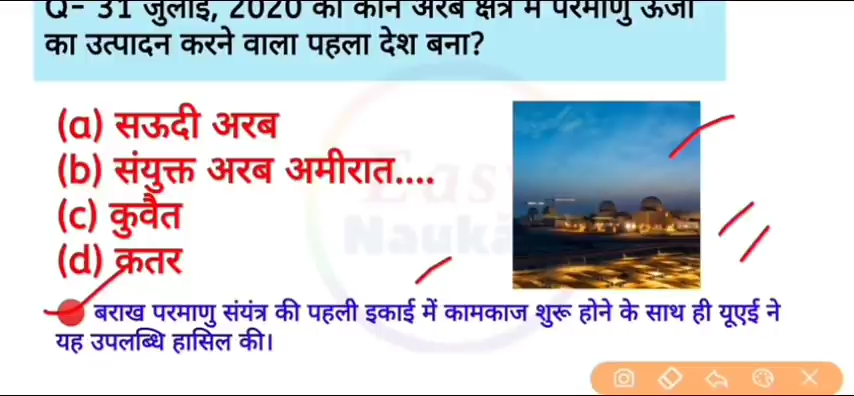 Q- 31 जुलाई, 2020 को कौन अरब क्षेत्र में परमाणु ऊर्जा
का उत्पादन करने वाला पहला देश बना?
(a) सऊदी अरब
(b) संयुक्त अरब अमीरात....
(c) कुवैत
(d) क़तर
बराख परमाणु संयंत्र की पहली इकाई में कामकाज शुरू होने के साथ ही यूएई ने
यह उपलब्धि हासिल की।